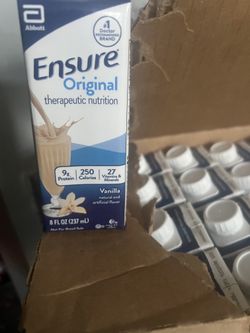 Abbott
#1
Doctor
RECOMMENDED
BRAND
Ensure®
Original
therapeutic nutrition
9g
Protein
250
Calories
27
Vitamins &
Minerals
Vanilla
natural and
artificial flavor
8 FL OZ (237 mL)